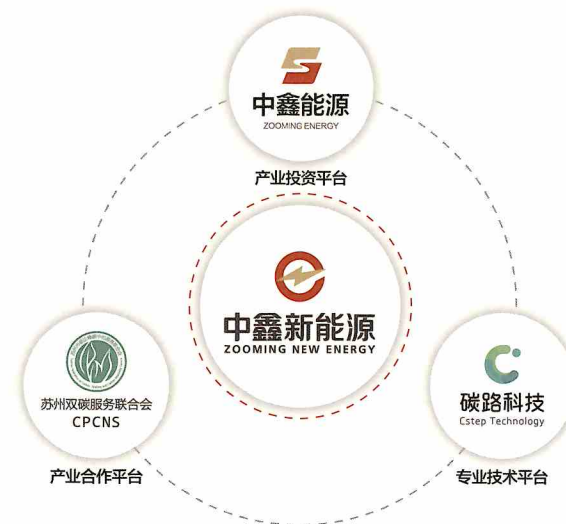 中鑫能源
ZOOMING ENERGY
产业投资平台
中鑫新能源
ZOOMING NEW ENERGY
苏州双碳服务联合会
CPCNS
产业合作平台
碳路科技
Cstep Technology
专业技术平台